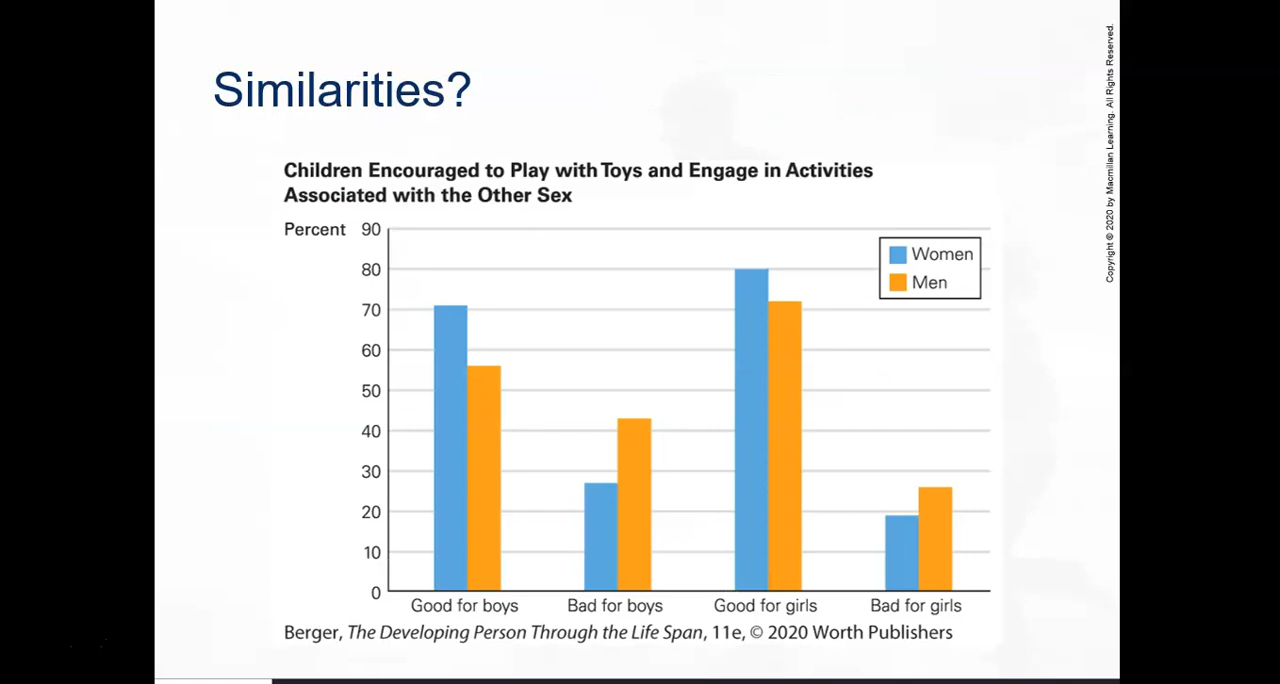 Similarities?
Children Encouraged to Play with Toys and Engage in Activities
Associated with the Other Sex
Percent
90
80
70
60
50
40
30
20
10
0
Women
Men
Good for boys
Bad for boys
Good for girls
Bad for girls
Berger, The Developing Person Through the Life Span, 11e, © 2020 Worth Publishers
Copyright © 2020 by Macmillan Learning. All Rights Reserved.